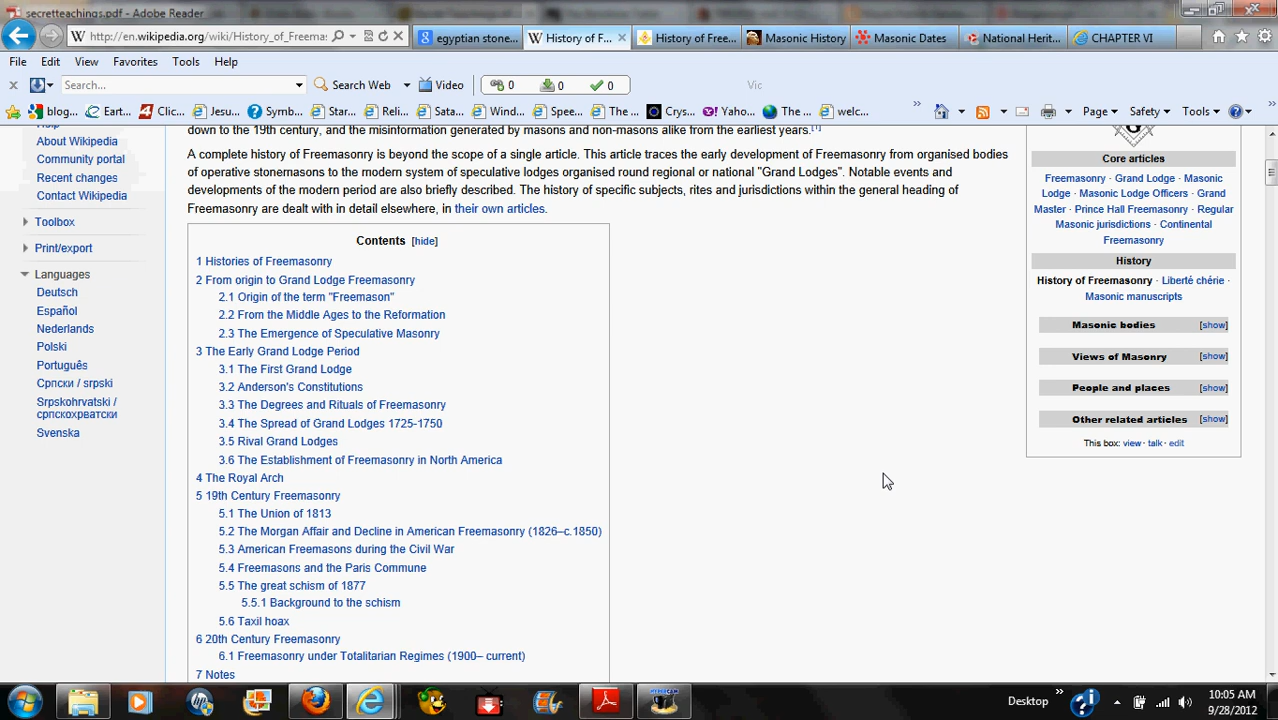 secretteachings.pdf - Adobe Reader
http://en.wikipedia.org/wiki/History_of_Freemas
egyptian stone...
History of F...
History of Free...
Masonic History
Masonic Dates
National Herit...
CHAPTER VI
File Edit View Favorites Tools Help
Search... Search Web Video 0 0 0 Vic
blog... Eart... Clic... Jesu... Symb... Star... Reli... Sata... Wind... Spee... The ... Crys... Yahoo... The ... welc... » Page Safety Tools »
down to the 19th century, and the misinformation generated by masons and non-masons alike from the earliest years.[1]
A complete history of Freemasonry is beyond the scope of a single article. This article traces the early development of Freemasonry from organised bodies
of operative stonemasons to the modern system of speculative lodges organised round regional or national "Grand Lodges". Notable events and
developments of the modern period are also briefly described. The history of specific subjects, rites and jurisdictions within the general heading of
Freemasonry are dealt with in detail elsewhere, in their own articles.
Help
About Wikipedia
Community portal
Recent changes
Contact Wikipedia
Toolbox
Print/export
Languages
Deutsch
Español
Nederlands
Polski
Português
Српски / srpski
Srpskohrvatski /
српскохрватски
Svenska
Contents [hide]
1 Histories of Freemasonry
2 From origin to Grand Lodge Freemasonry
2.1 Origin of the term "Freemason"
2.2 From the Middle Ages to the Reformation
2.3 The Emergence of Speculative Masonry
3 The Early Grand Lodge Period
3.1 The First Grand Lodge
3.2 Anderson's Constitutions
3.3 The Degrees and Rituals of Freemasonry
3.4 The Spread of Grand Lodges 1725-1750
3.5 Rival Grand Lodges
3.6 The Establishment of Freemasonry in North America
4 The Royal Arch
5 19th Century Freemasonry
5.1 The Union of 1813
5.2 The Morgan Affair and Decline in American Freemasonry (1826–c.1850)
5.3 American Freemasons during the Civil War
5.4 Freemasons and the Paris Commune
5.5 The great schism of 1877
5.5.1 Background to the schism
5.6 Taxil hoax
6 20th Century Freemasonry
6.1 Freemasonry under Totalitarian Regimes (1900– current)
7 Notes
G
Core articles
Freemasonry · Grand Lodge · Masonic
Lodge · Masonic Lodge Officers · Grand
Master · Prince Hall Freemasonry · Regular
Masonic jurisdictions · Continental
Freemasonry
History
History of Freemasonry · Liberté chérie ·
Masonic manuscripts
Masonic bodies [show]
Views of Masonry [show]
People and places [show]
Other related articles [show]
This box: view · talk · edit
Desktop »
10:05 AM
9/28/2012